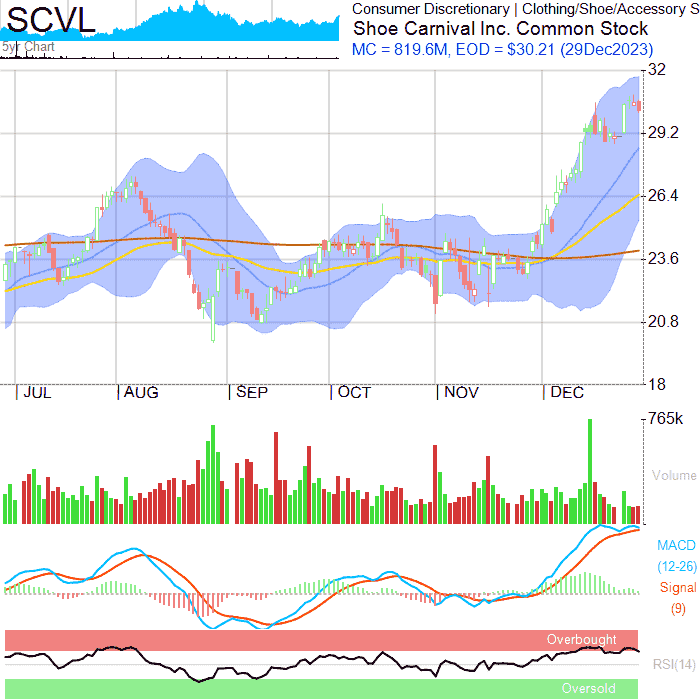 SCVL
5yr Chart
Consumer Discretionary | Clothing/Shoe/Accessory S
Shoe Carnival Inc. Common Stock
MC = 819.6M, EOD = $30.21 (29Dec2023)
32
29.2
26.4
23.6
20.8
18
JUL
AUG
SEP
OCT
NOV
DEC
765k
Volume
MACD
(12-26)
Signal
(9)
Overbought
RSI(14)
Oversold